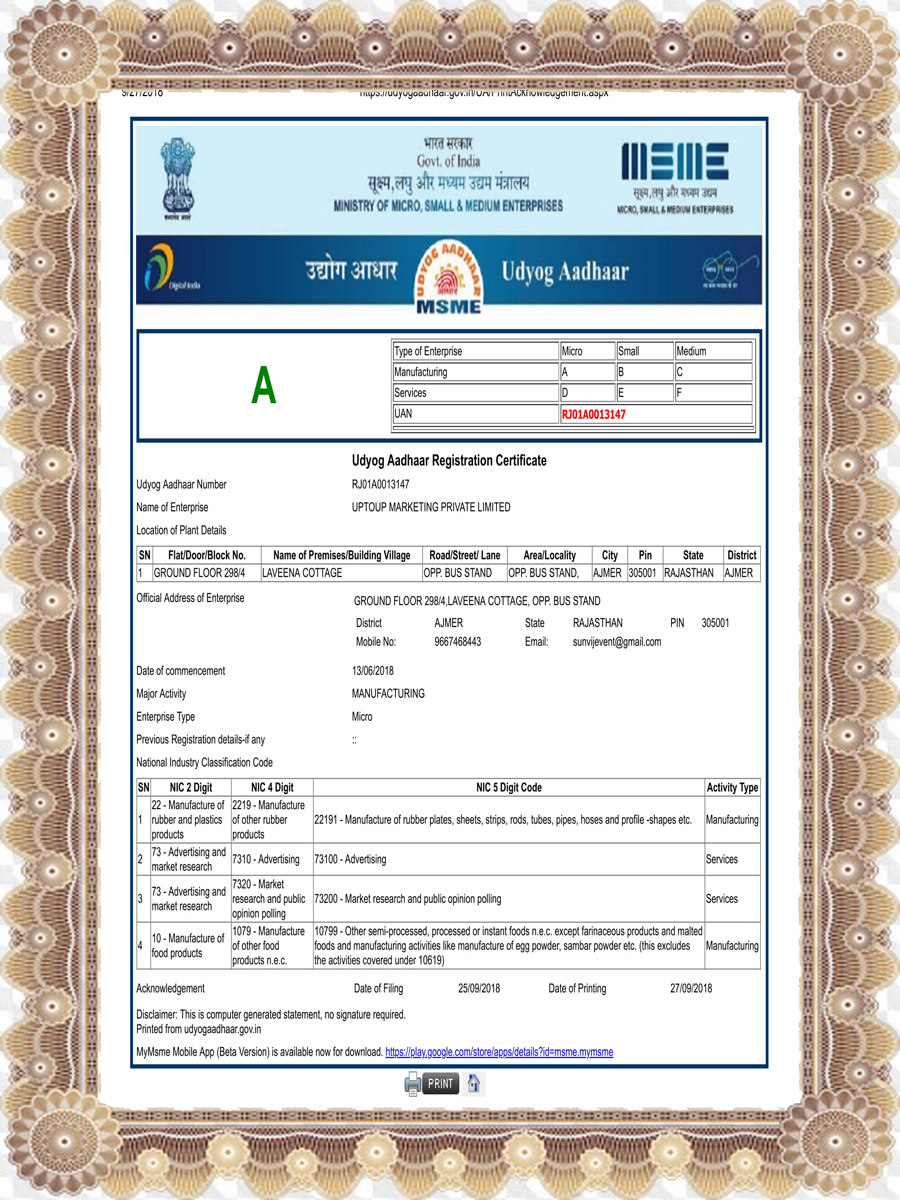 9/27/2018 https://udyogaadhaar.gov.in/UA/PrintAcknowledgement.aspx
भारत सरकार
Govt. of India
सूक्ष्म,लघु और मध्यम उद्यम मंत्रालय
MINISTRY OF MICRO, SMALL & MEDIUM ENTERPRISES
सत्यमेव जयते
MSME
सूक्ष्म, लघु और मध्यम उद्यम
MICRO, SMALL & MEDIUM ENTERPRISES
Digital India
उद्योग आधार
UDYOG AADHAAR
आधार
MSME
Udyog Aadhaar
A
Type of Enterprise Micro Small Medium
Manufacturing A B C
Services D E F
UAN RJ01A0013147
Udyog Aadhaar Registration Certificate
Udyog Aadhaar Number RJ01A0013147
Name of Enterprise UPTOUP MARKETING PRIVATE LIMITED
Location of Plant Details
SN Flat/Door/Block No. Name of Premises/Building Village Road/Street/ Lane Area/Locality City Pin State District
1 GROUND FLOOR 298/4 LAVEENA COTTAGE OPP. BUS STAND OPP. BUS STAND, AJMER 305001 RAJASTHAN AJMER
Official Address of Enterprise GROUND FLOOR 298/4,LAVEENA COTTAGE, OPP. BUS STAND
District AJMER State RAJASTHAN PIN 305001
Mobile No: 9667468443 Email: sunvijevent@gmail.com
Date of commencement 13/06/2018
Major Activity MANUFACTURING
Enterprise Type Micro
Previous Registration details-if any ::
National Industry Classification Code
SN NIC 2 Digit NIC 4 Digit NIC 5 Digit Code Activity Type
1 22 - Manufacture of rubber and plastics products 2219 - Manufacture of other rubber products 22191 - Manufacture of rubber plates, sheets, strips, rods, tubes, pipes, hoses and profile -shapes etc. Manufacturing
2 73 - Advertising and market research 7310 - Advertising 73100 - Advertising Services
3 73 - Advertising and market research 7320 - Market research and public opinion polling 73200 - Market research and public opinion polling Services
4 10 - Manufacture of food products 1079 - Manufacture of other food products n.e.c. 10799 - Other semi-processed, processed or instant foods n.e.c. except farinaceous products and malted foods and manufacturing activities like manufacture of egg powder, sambar powder etc. (this excludes the activities covered under 10619) Manufacturing
Acknowledgement Date of Filing 25/09/2018 Date of Printing 27/09/2018
Disclaimer: This is computer generated statement, no signature required.
Printed from udyogaadhaar.gov.in
MyMsme Mobile App (Beta Version) is available now for download. https://play.google.com/store/apps/details?id=msme.mymsme
PRINT